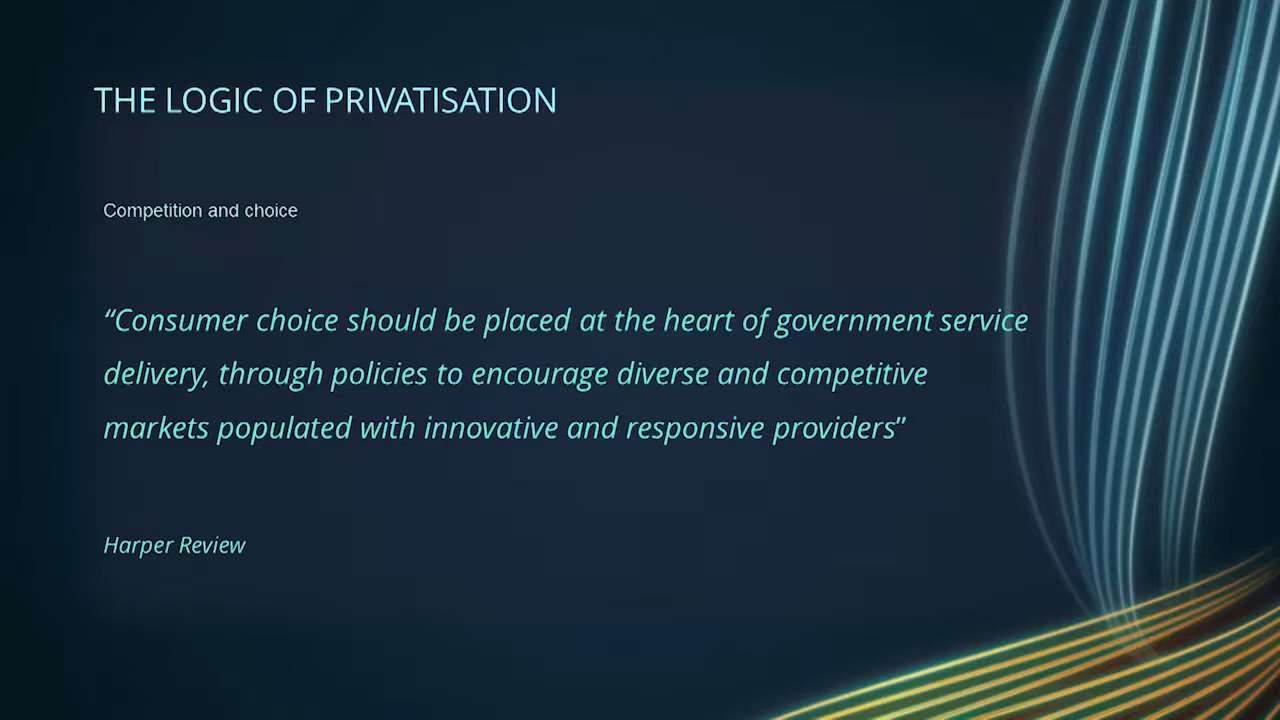 THE LOGIC OF PRIVATISATION
Competition and choice
“Consumer choice should be placed at the heart of government service
delivery, through policies to encourage diverse and competitive
markets populated with innovative and responsive providers”
Harper Review